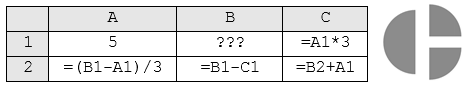 A B C
1 5 ??? =A1*3
2 =(B1-A1)/3 =B1-C1 =B2+A1